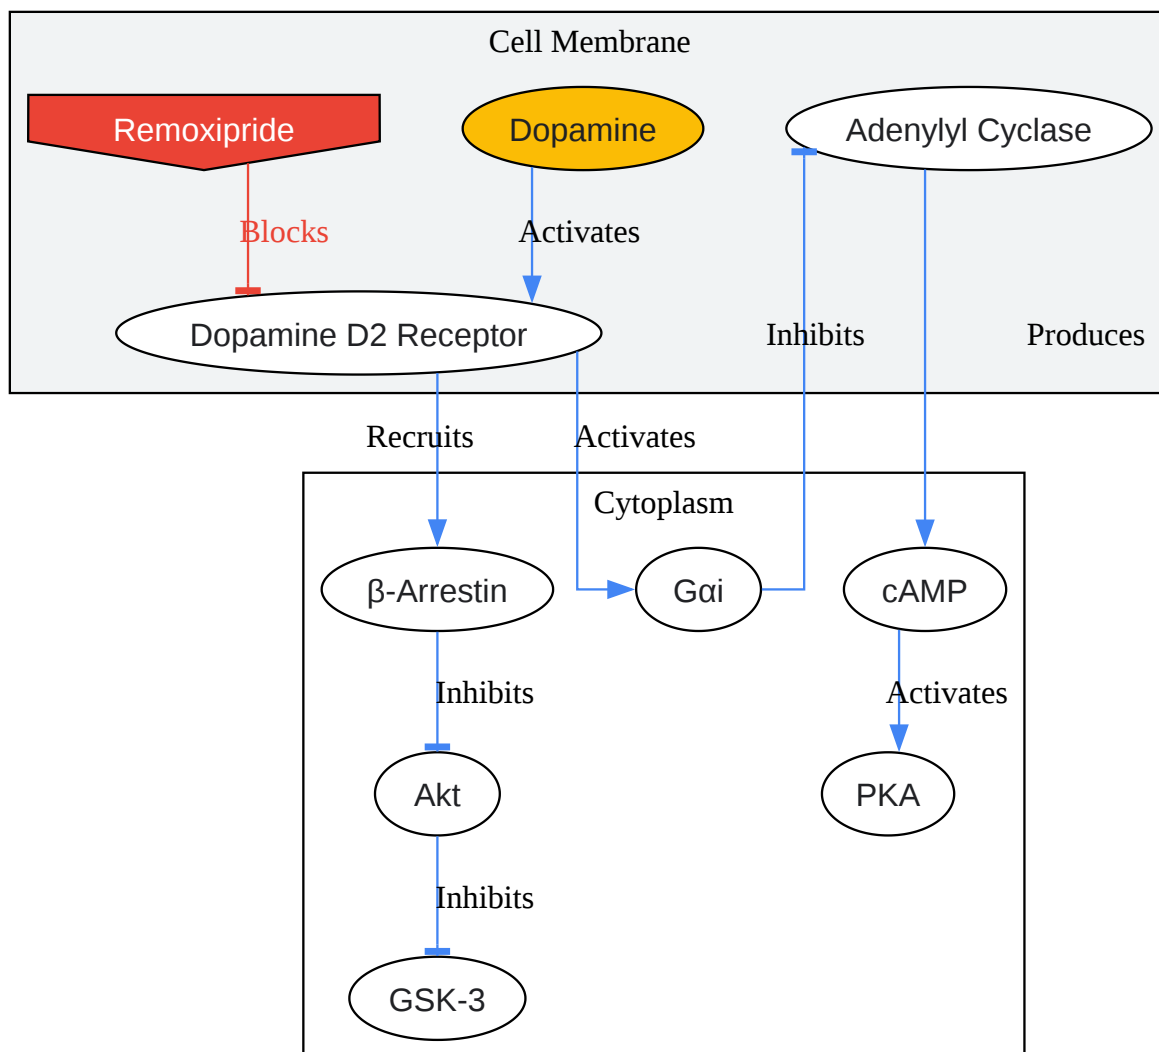 Cell Membrane
Remoxipride
Dopamine
Adenylyl Cyclase
Blocks
Activates
Dopamine D2 Receptor
Inhibits
Produces
Recruits
Activates
Cytoplasm
β-Arrestin
Gαi
cAMP
Inhibits
Activates
Akt
PKA
Inhibits
GSK-3